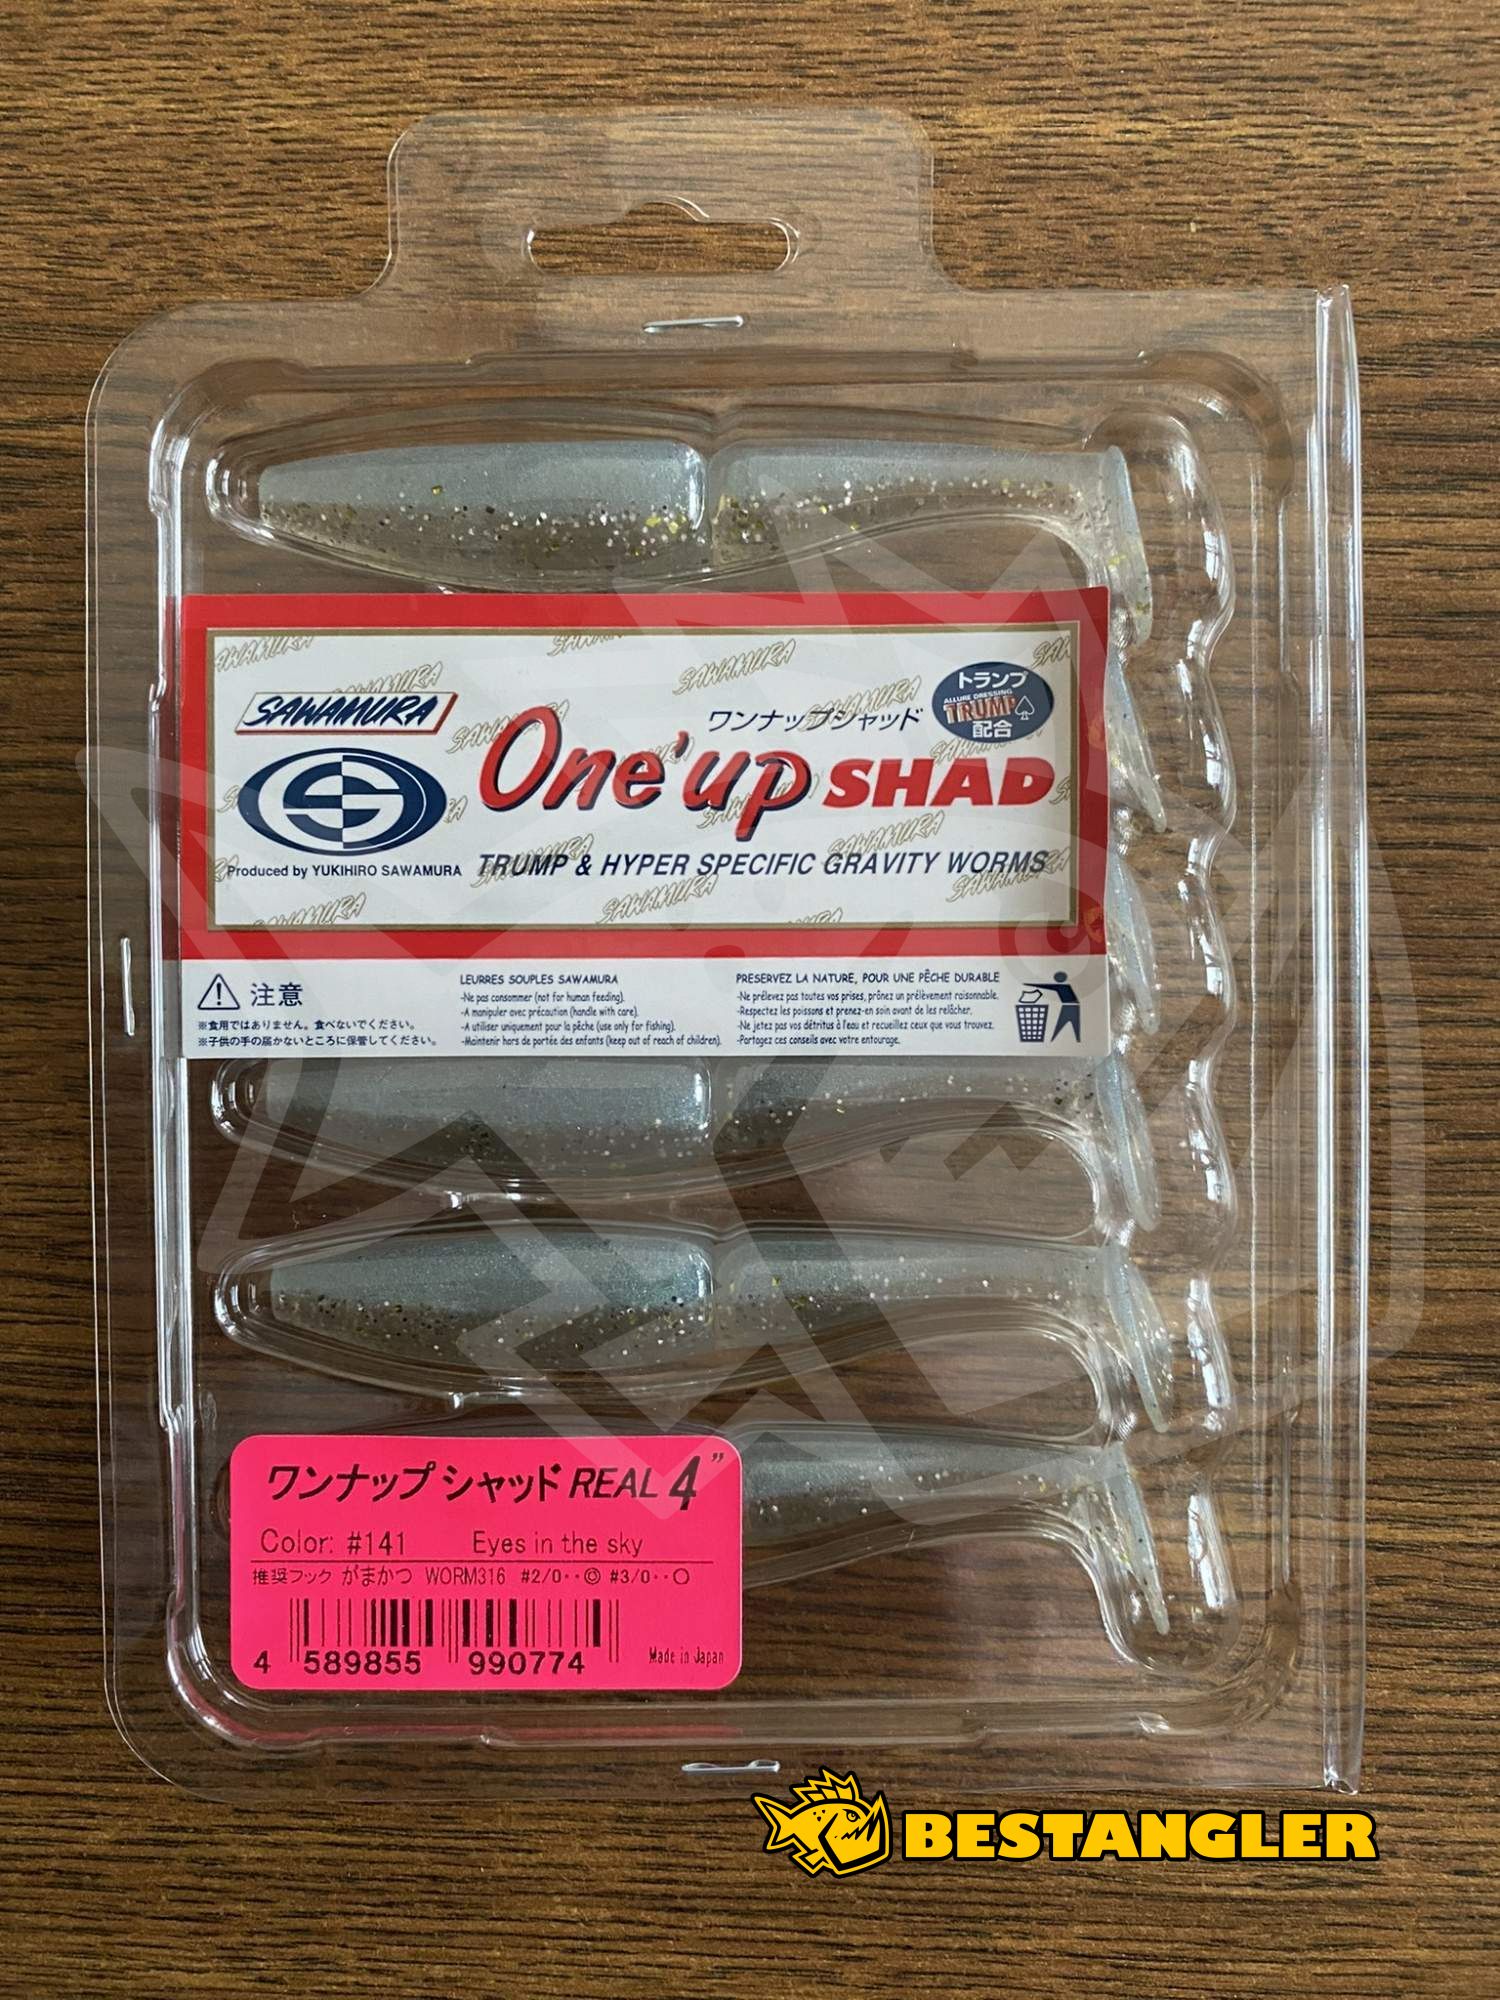 SAWAMURA
ワンナップシャッド
トランプ
ALLURE DRESSING
TRUMP
配合
One'up SHAD
Produced by YUKIHIRO SAWAMURA
TRUMP & HYPER SPECIFIC GRAVITY WORMS
注意
※食用ではありません。食べないでください。
※子供の手の届かないところに保管してください。
LEURRES SOUPLES SAWAMURA
-Ne pas consommer (not for human feeding).
-A manipuler avec précaution (handle with care).
-A utiliser uniquement pour la pêche (use only for fishing).
-Maintenir hors de portée des enfants (keep out of reach of children).
PRESERVEZ LA NATURE, POUR UNE PÊCHE DURABLE
-Ne prélevez pas toutes vos prises, prônez un prélèvement raisonnable.
-Respectez les poissons et prenez-en soin avant de les relâcher.
-Ne jetez pas vos détritus à l'eau et recueillez ceux que vous trouvez.
-Partagez ces conseils avec votre entourage.
ワンナップ シャッド REAL 4"
Color: #141 Eyes in the sky
推奨フック がまかつ WORM316 #2/0‥◎ #3/0‥○
4 589855 990774
Made in Japan
BESTANGLER